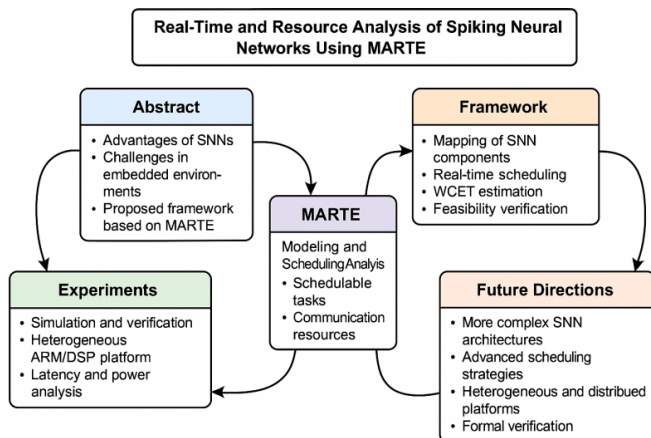 Real-Time and Resource Analysis of Spiking Neural
Networks Using MARTE
Abstract
• Advantages of SNNs
• Challenges in
embedded environ-
ments
• Proposed framework
based on MARTE
Framework
• Mapping of SNN
components
• Real-time scheduling
• WCET estimation
• Feasibility verification
MARTE
Modeling and
SchedulingAnalyis
• Schedulable
tasks
• Communication
resources
Experiments
• Simulation and verification
• Heterogeneous
ARM/DSP platform
• Latency and power
analysis
Future Directions
• More complex SNN
architectures
• Advanced scheduling
strategies
• Heterogeneous and distribued
platforms
• Formal verification